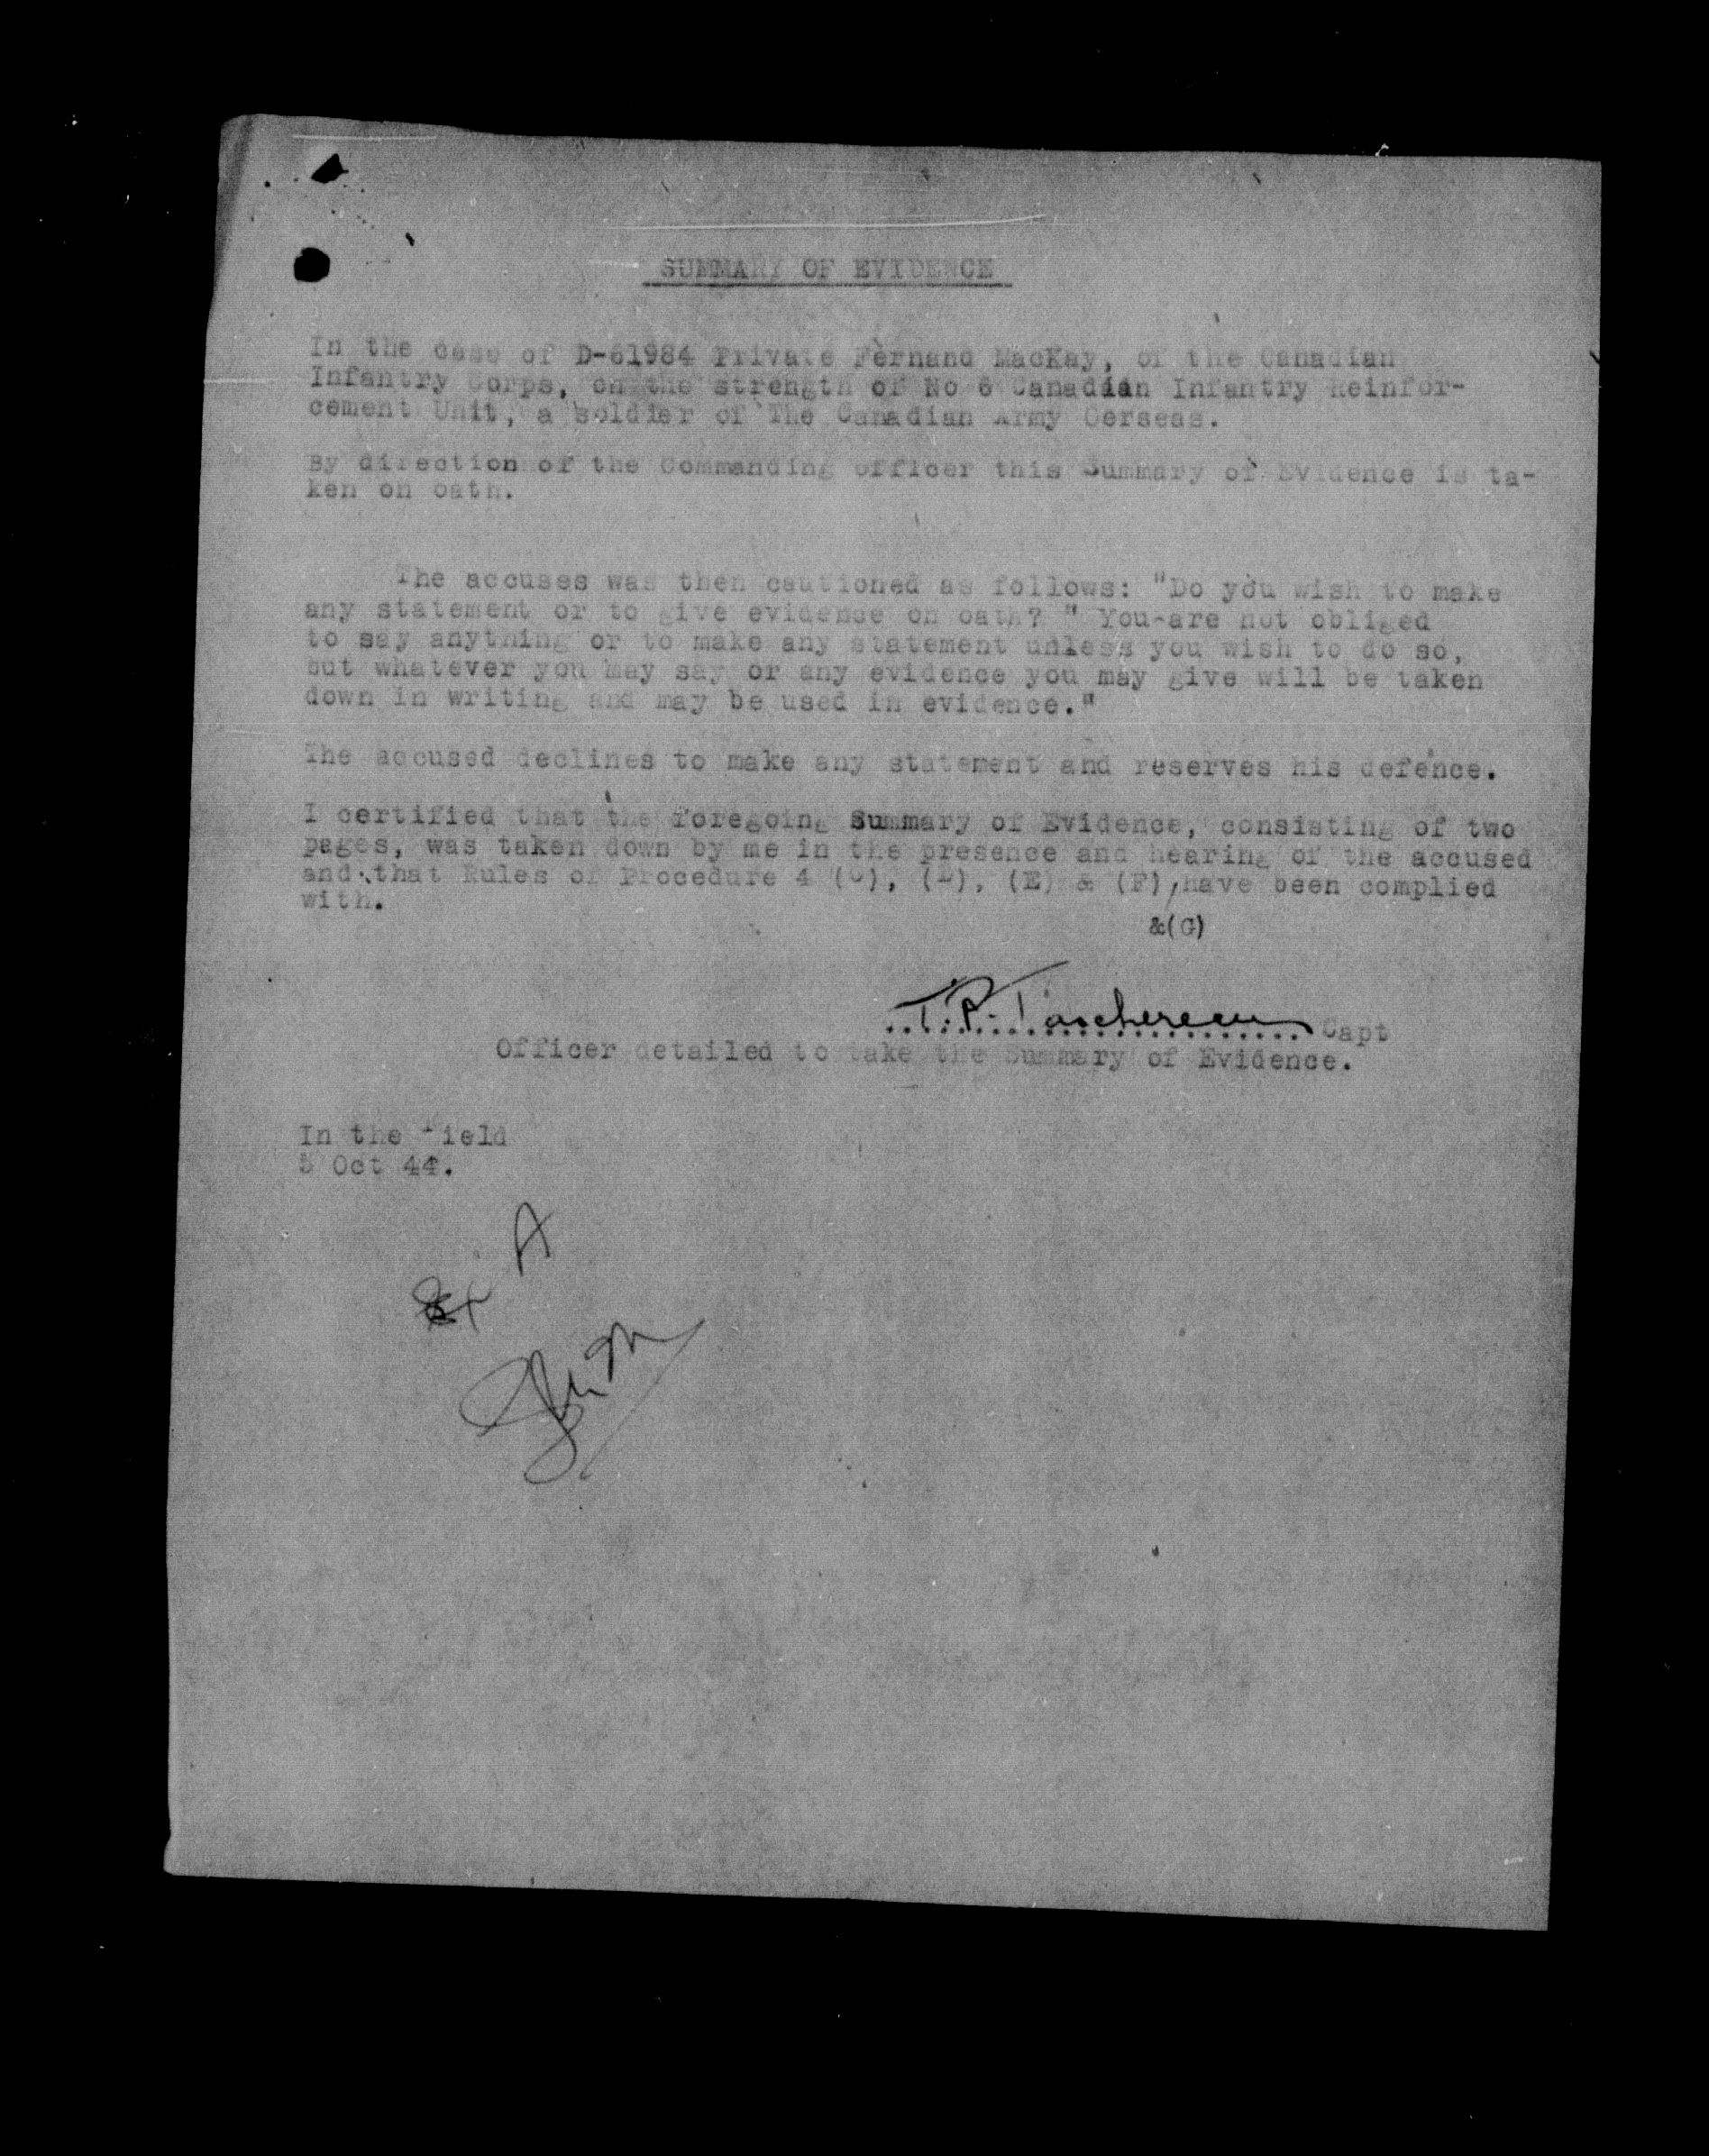 SUMMARY OF EVIDENCE
In the case of D-61984 Private Fernand MacKay, of the Canadian
Infantry Corps, on the strength of No 6 Canadian Infantry Reinfor-
cement Unit, a soldier of The Canadian Army Oerseas.
By direction of the Commanding officer this Summary of Evidence is ta-
ken on oath.
The accuses was then cautioned as follows: "Do you wish to make
any statement or to give evidence on oath? " You are not obliged
to say anything or to make any statement unless you wish to do so,
but whatever you may say or any evidence you may give will be taken
down in writing and may be used in evidence."
The accused declines to make any statement and reserves his defence.
I certified that the foregoing Summary of Evidence, consisting of two
pages, was taken down by me in the presence and hearing of the accused
and that Rules of Procedure 4 (C), (D), (E) & (F), have been complied
with.
&(G)
T.P. Taschereau Capt
Officer detailed to take the Summary of Evidence.
In the Field
5 Oct 44.
Ex A